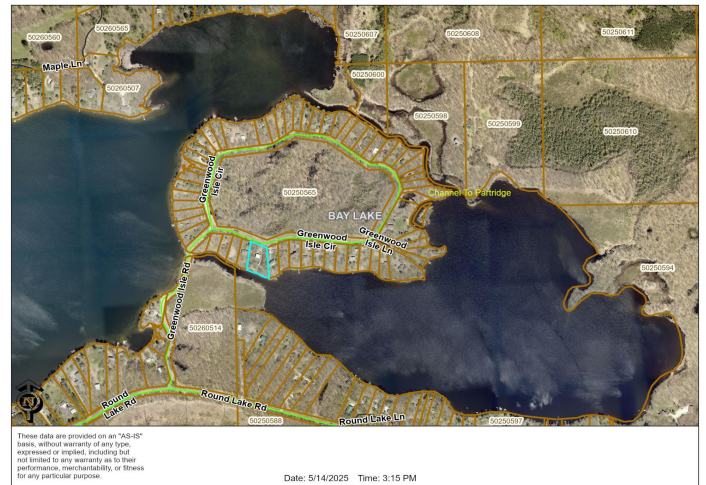 50260565
50260560
50250607
50250608
50250611
Maple Ln
50250600
50260507
50250598
50250599
50250610
Greenwood
Isle Cir
50250565
Channel To Partridge
BAY LAKE
Greenwood
Isle Cir
Greenwood
Isle Ln
Greenwood Isle Rd
50250594
50260514
Round
Lake Rd
Round Lake Rd
50250588
Round Lake Ln
50250597
N
These data are provided on an "AS-IS"
basis, without warranty of any type,
expressed or implied, including but
not limited to any warranty as to their
performance, merchantability, or fitness
for any particular purpose.
Date: 5/14/2025 Time: 3:15 PM